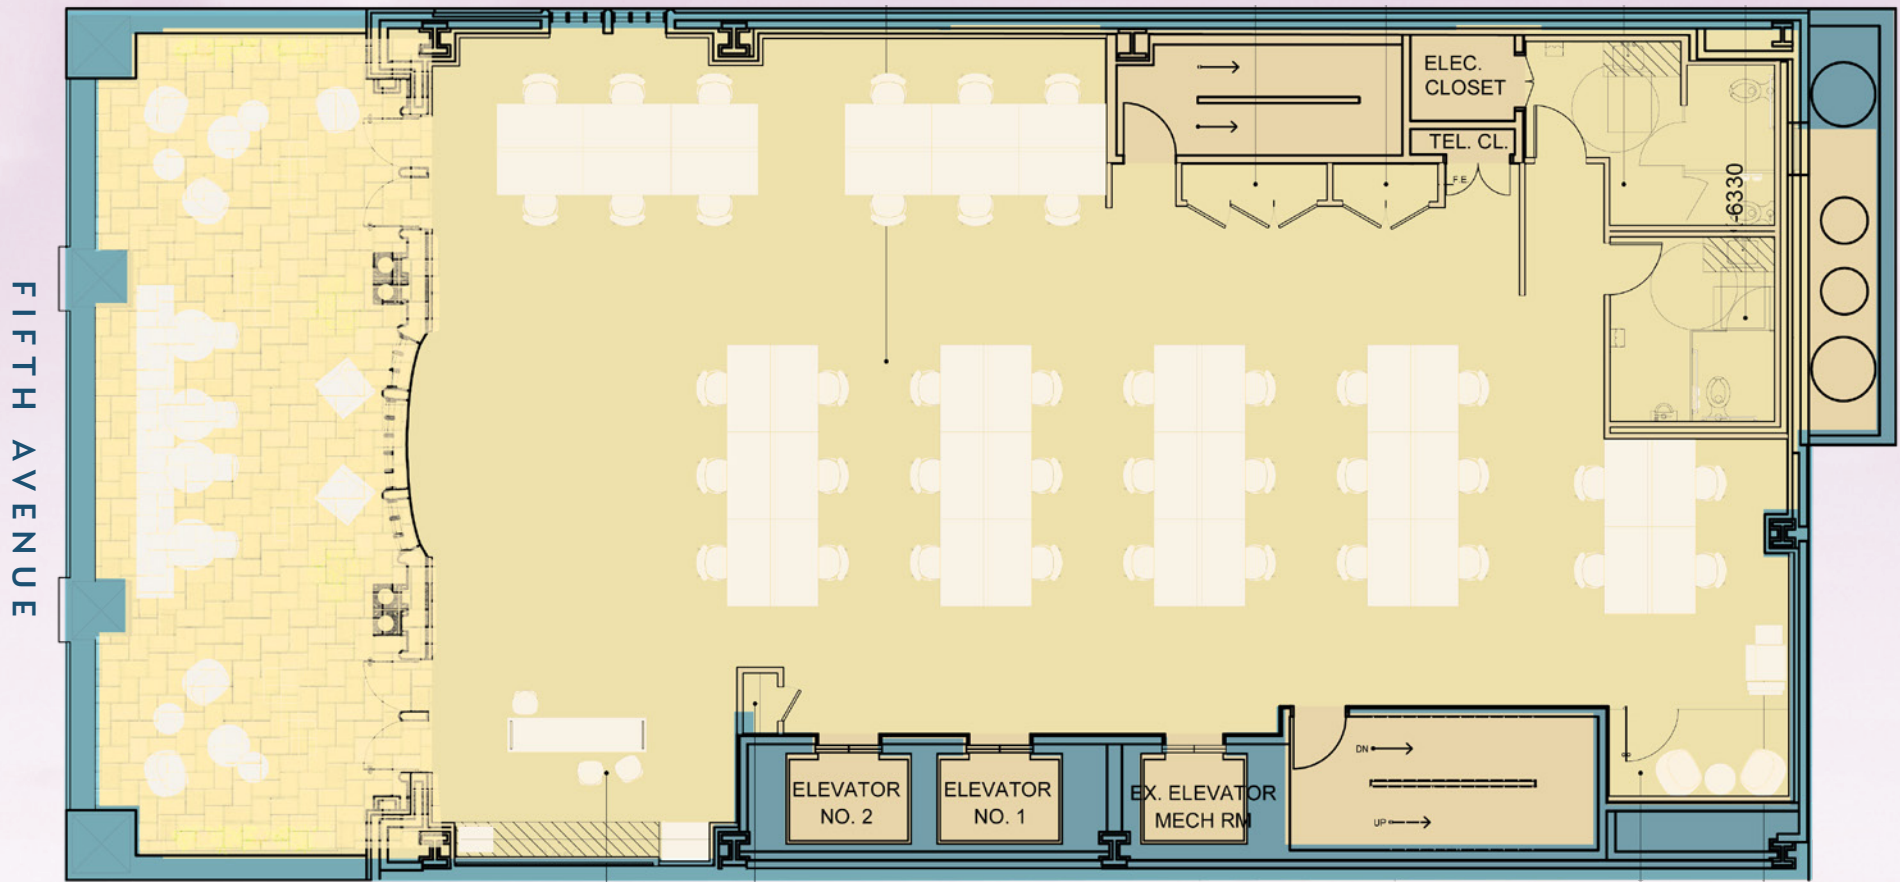 FIFTH AVENUE
ELEC.
CLOSET
TEL. CL.
F.E.
6330
ELEVATOR
NO. 2
ELEVATOR
NO. 1
EX. ELEVATOR
MECH RM
DN
UP